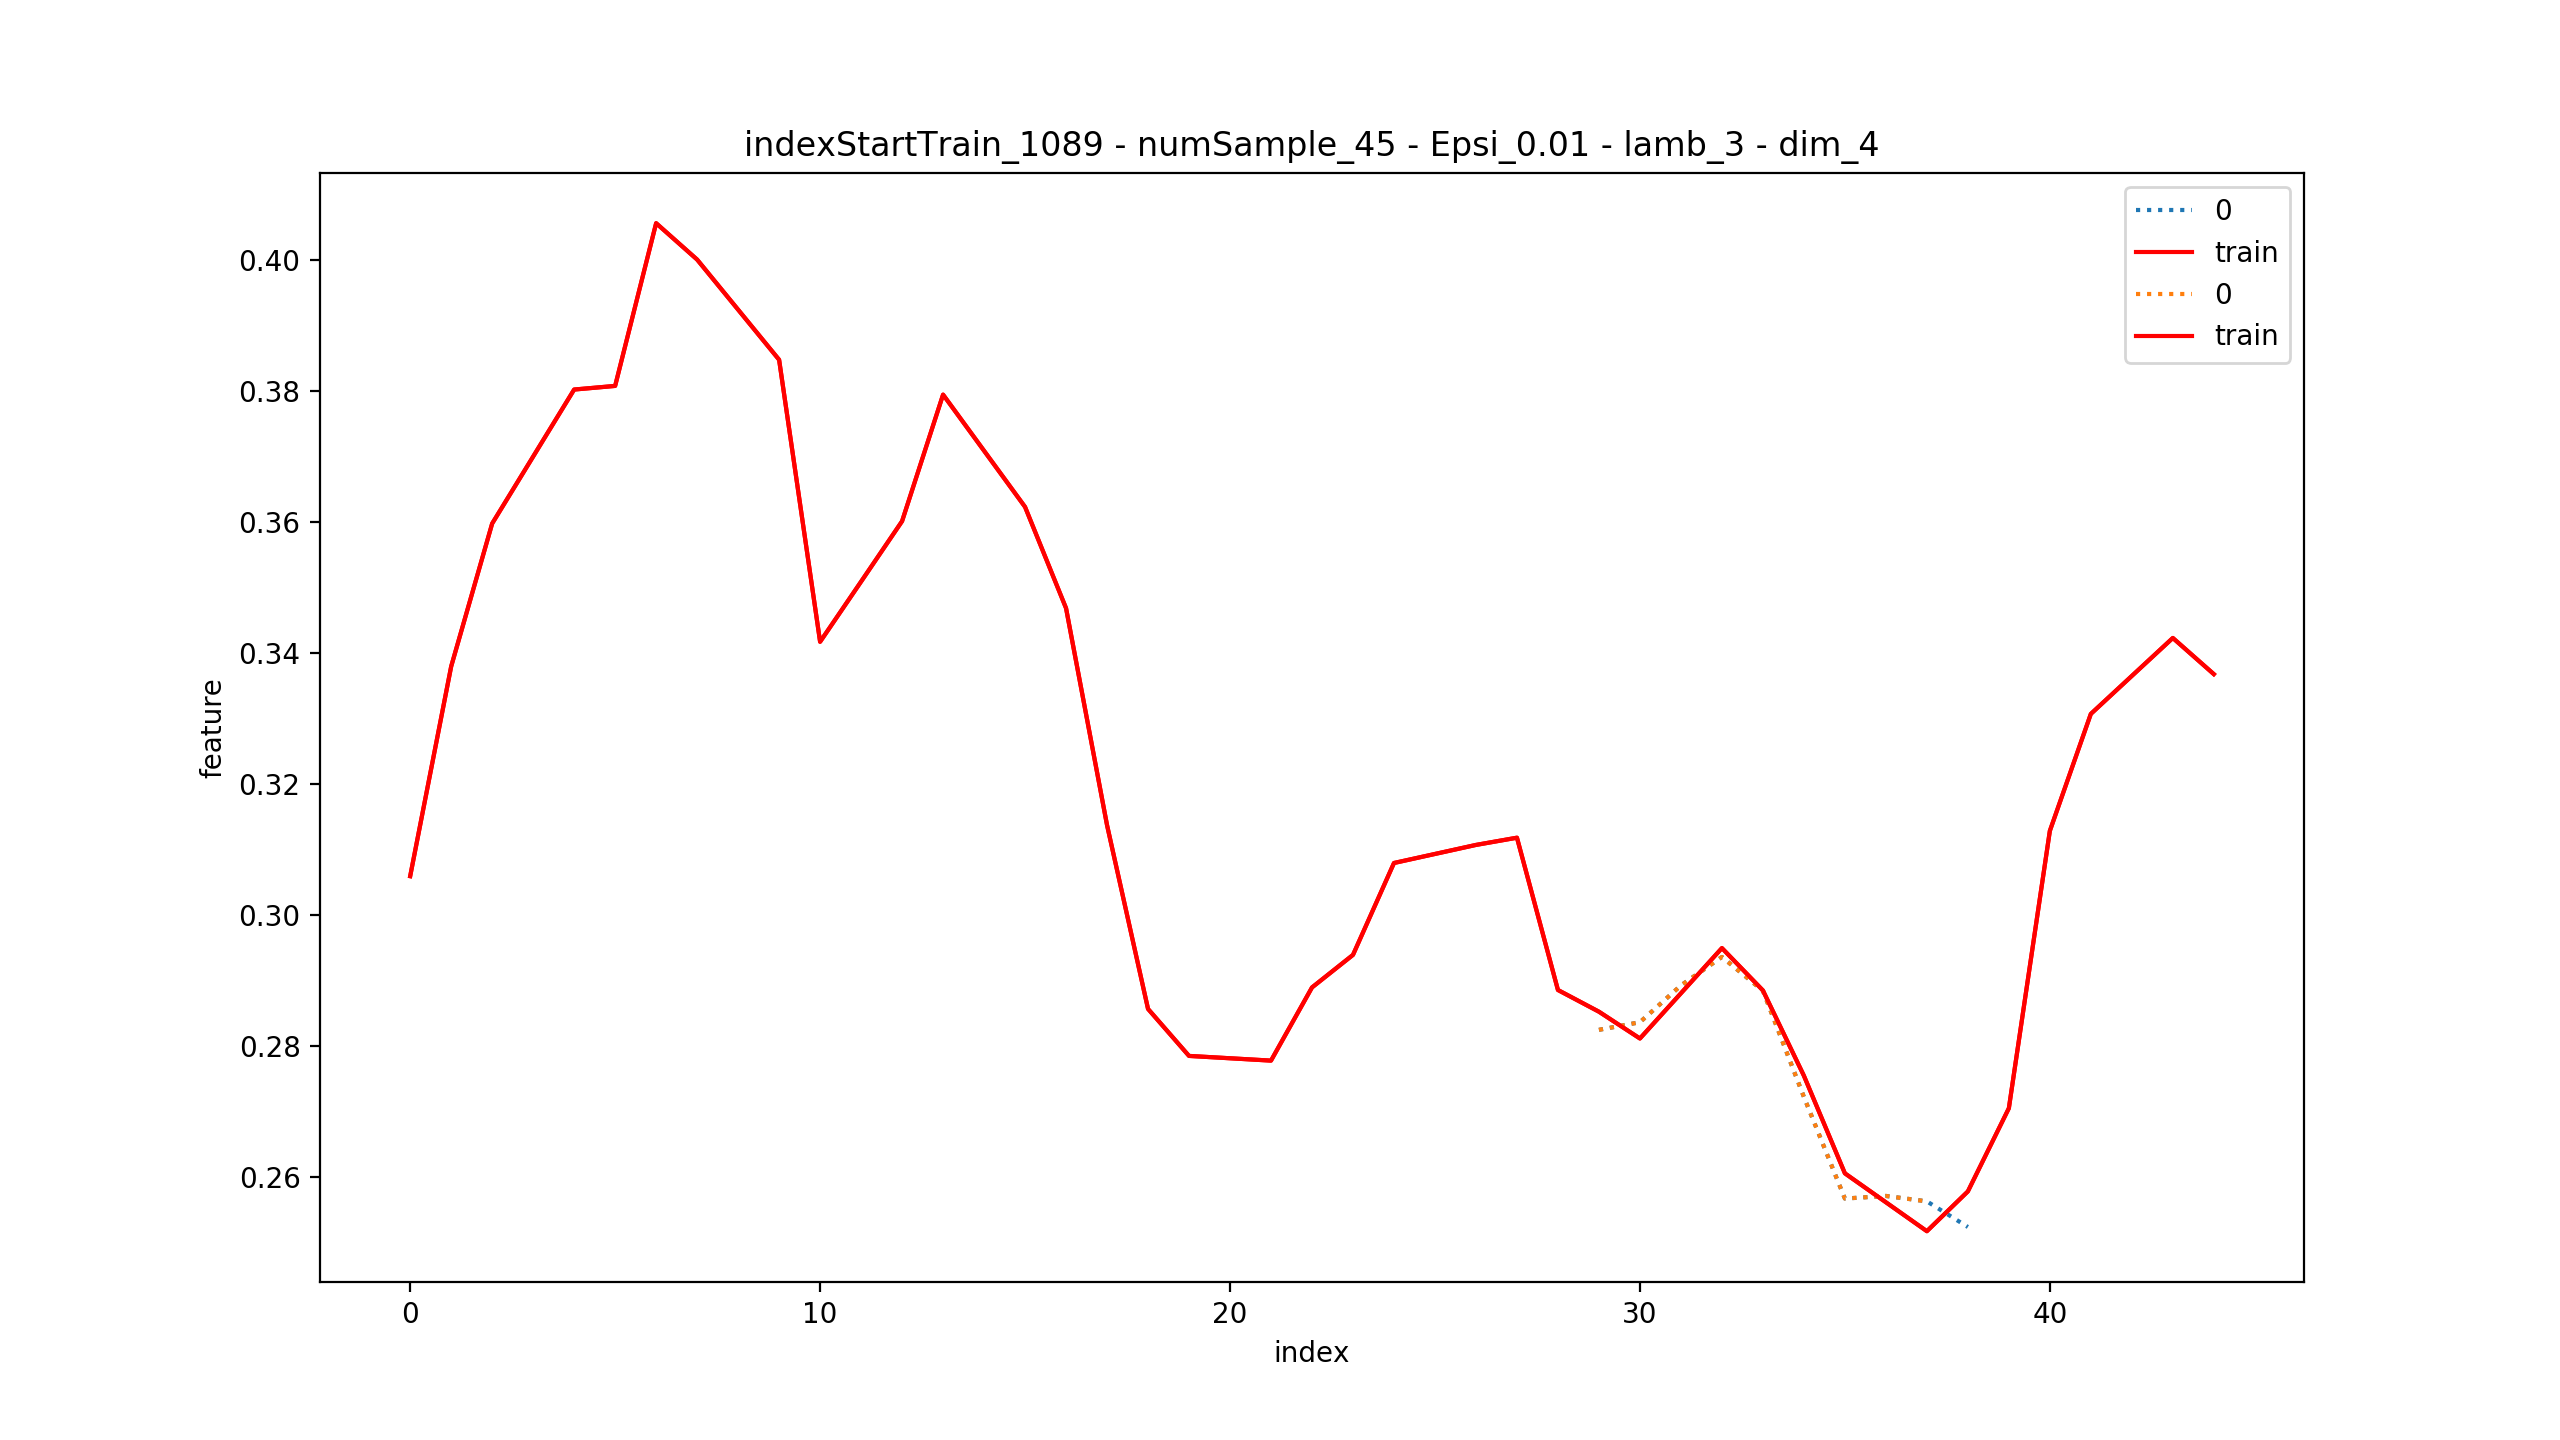 indexStartTrain_1089 - numSample_45 - Epsi_0.01 - lamb_3 - dim_4
0
train
0
train
0.40
0.38
0.36
0.34
0.32
0.30
0.28
0.26
feature
0 10 20 30 40
index